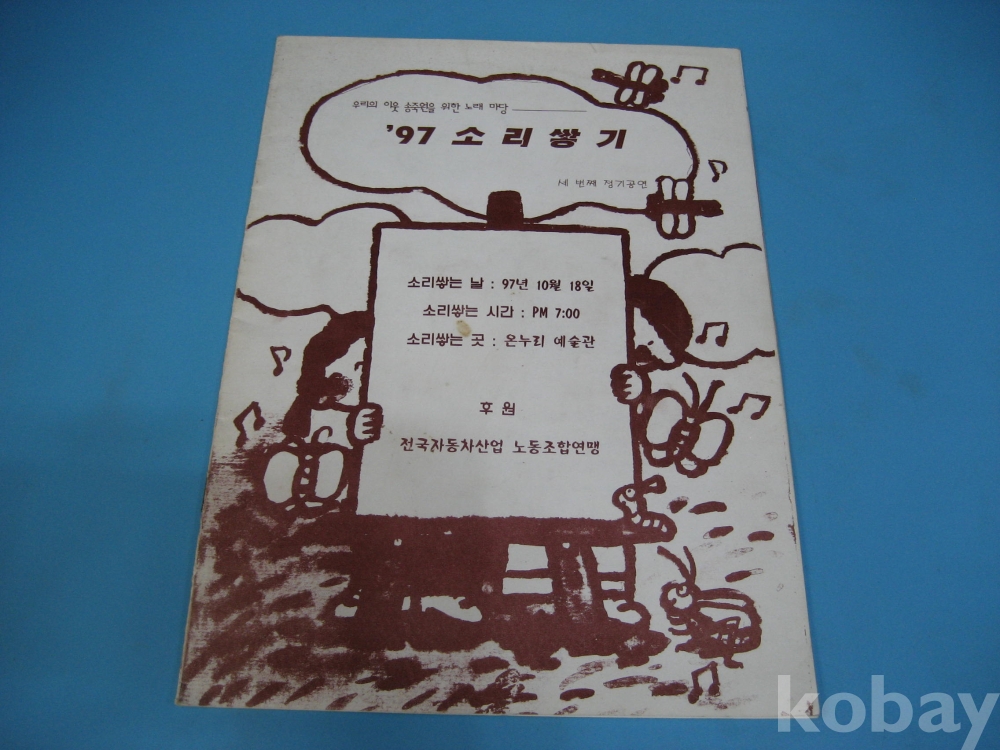 우리의 이웃 송죽원을 위한 노래 마당
'97 소리쌓기
세 번째 정기공연
소리쌓는 날 : 97년 10월 18일
소리쌓는 시간 : PM 7:00
소리쌓는 곳 : 온누리 예술관
후원
전국자동차산업 노동조합연맹
kobay